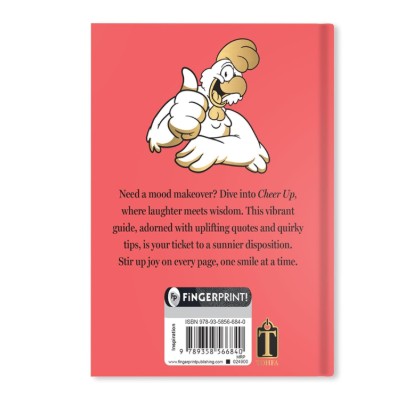 Need a mood makeover? Dive into Cheer Up,
where laughter meets wisdom. This vibrant
guide, adorned with uplifting quotes and quirky
tips, is your ticket to a sunnier disposition.
Stir up joy on every page, one smile at a time.
FiNGERPRINT!
Inspiration
ISBN: 978-93-5856-684-0
9 789358 566840
MRP
www.fingerprintpublishing.com
T